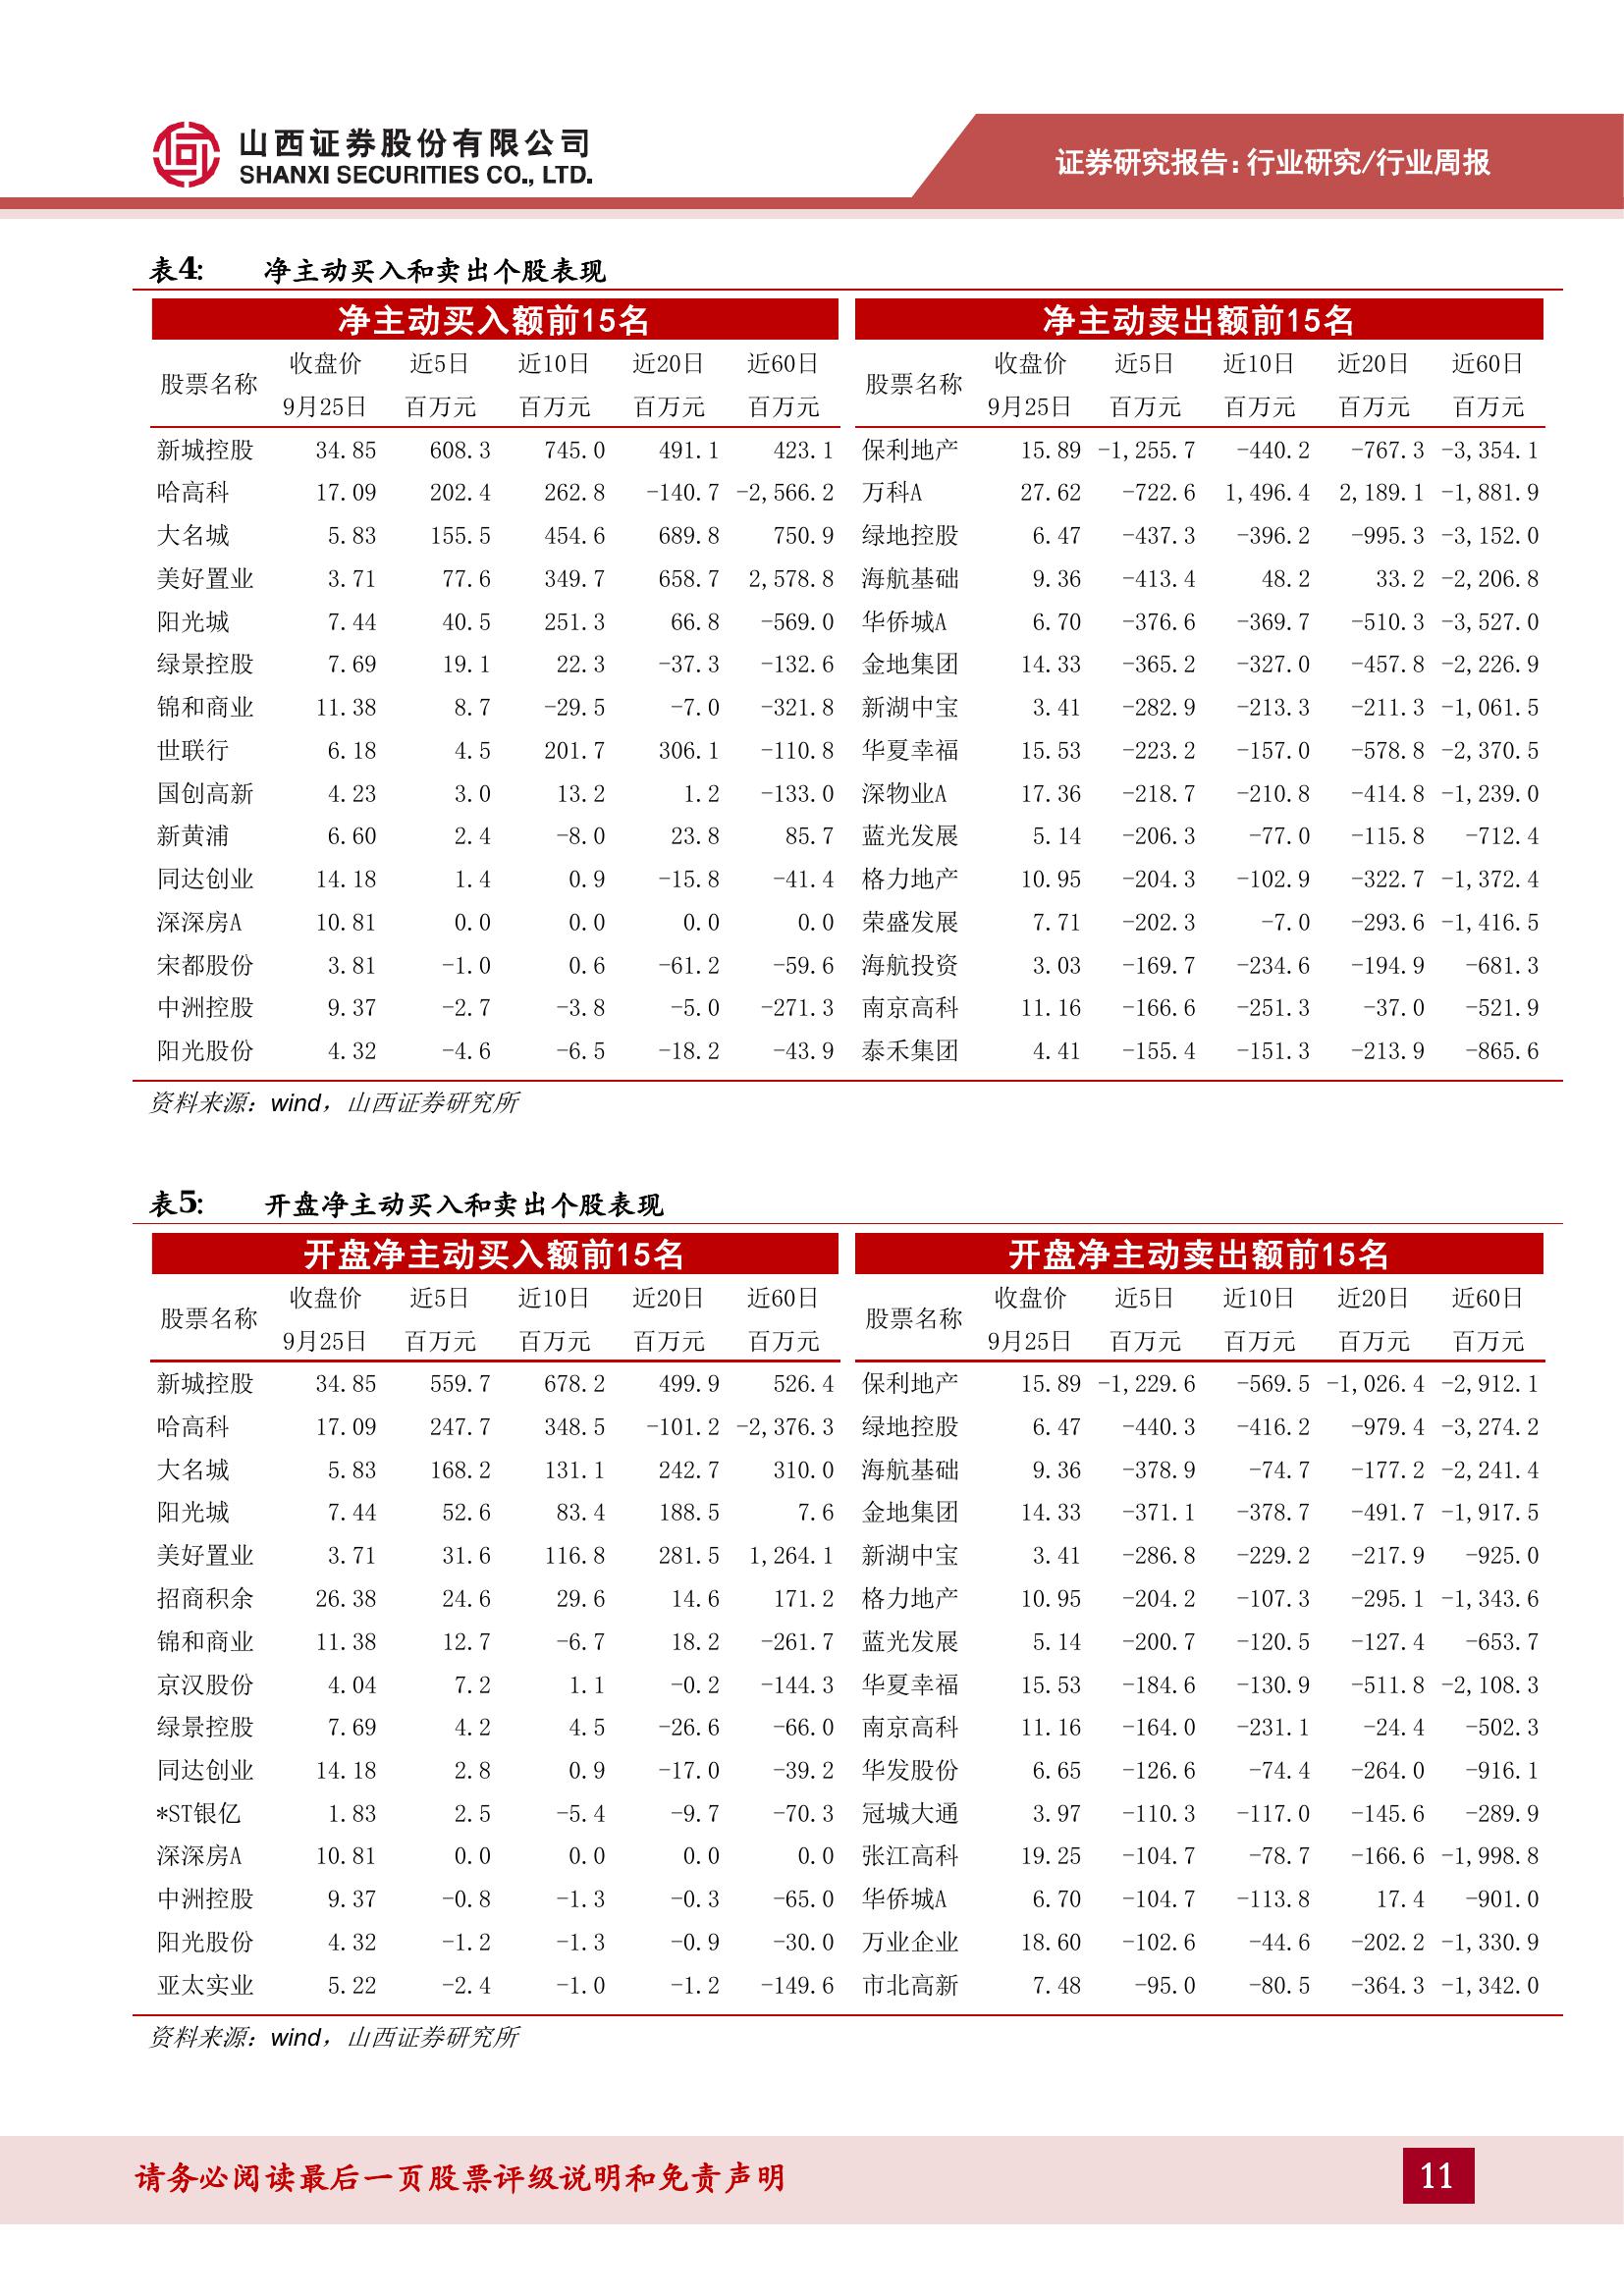 山西证券股份有限公司
SHANXI SECURITIES CO., LTD.
证券研究报告:行业研究/行业周报
表4: 净主动买入和卖出个股表现
净主动买入额前15名 净主动卖出额前15名
收盘价 近5日 近10日 近20日 近60日 收盘价 近5日 近10日 近20日 近60日
股票名称 股票名称
9月25日 百万元 百万元 百万元 百万元 9月25日 百万元 百万元 百万元 百万元
新城控股 34.85 608.3 745.0 491.1 423.1 保利地产 15.89 -1,255.7 -440.2 -767.3 -3,354.1
哈高科 17.09 202.4 262.8 -140.7 -2,566.2 万科A 27.62 -722.6 1,496.4 2,189.1 -1,881.9
大名城 5.83 155.5 454.6 689.8 750.9 绿地控股 6.47 -437.3 -396.2 -995.3 -3,152.0
美好置业 3.71 77.6 349.7 658.7 2,578.8 海航基础 9.36 -413.4 48.2 33.2 -2,206.8
阳光城 7.44 40.5 251.3 66.8 -569.0 华侨城A 6.70 -376.6 -369.7 -510.3 -3,527.0
绿景控股 7.69 19.1 22.3 -37.3 -132.6 金地集团 14.33 -365.2 -327.0 -457.8 -2,226.9
锦和商业 11.38 8.7 -29.5 -7.0 -321.8 新湖中宝 3.41 -282.9 -213.3 -211.3 -1,061.5
世联行 6.18 4.5 201.7 306.1 -110.8 华夏幸福 15.53 -223.2 -157.0 -578.8 -2,370.5
国创高新 4.23 3.0 13.2 1.2 -133.0 深物业A 17.36 -218.7 -210.8 -414.8 -1,239.0
新黄浦 6.60 2.4 -8.0 23.8 85.7 蓝光发展 5.14 -206.3 -77.0 -115.8 -712.4
同达创业 14.18 1.4 0.9 -15.8 -41.4 格力地产 10.95 -204.3 -102.9 -322.7 -1,372.4
深深房A 10.81 0.0 0.0 0.0 0.0 荣盛发展 7.71 -202.3 -7.0 -293.6 -1,416.5
宋都股份 3.81 -1.0 0.6 -61.2 -59.6 海航投资 3.03 -169.7 -234.6 -194.9 -681.3
中洲控股 9.37 -2.7 -3.8 -5.0 -271.3 南京高科 11.16 -166.6 -251.3 -37.0 -521.9
阳光股份 4.32 -4.6 -6.5 -18.2 -43.9 泰禾集团 4.41 -155.4 -151.3 -213.9 -865.6
资料来源：wind，山西证券研究所
表5: 开盘净主动买入和卖出个股表现
开盘净主动买入额前15名 开盘净主动卖出额前15名
收盘价 近5日 近10日 近20日 近60日 收盘价 近5日 近10日 近20日 近60日
股票名称 股票名称
9月25日 百万元 百万元 百万元 百万元 9月25日 百万元 百万元 百万元 百万元
新城控股 34.85 559.7 678.2 499.9 526.4 保利地产 15.89 -1,229.6 -569.5 -1,026.4 -2,912.1
哈高科 17.09 247.7 348.5 -101.2 -2,376.3 绿地控股 6.47 -440.3 -416.2 -979.4 -3,274.2
大名城 5.83 168.2 131.1 242.7 310.0 海航基础 9.36 -378.9 -74.7 -177.2 -2,241.4
阳光城 7.44 52.6 83.4 188.5 7.6 金地集团 14.33 -371.1 -378.7 -491.7 -1,917.5
美好置业 3.71 31.6 116.8 281.5 1,264.1 新湖中宝 3.41 -286.8 -229.2 -217.9 -925.0
招商积余 26.38 24.6 29.6 14.6 171.2 格力地产 10.95 -204.2 -107.3 -295.1 -1,343.6
锦和商业 11.38 12.7 -6.7 18.2 -261.7 蓝光发展 5.14 -200.7 -120.5 -127.4 -653.7
京汉股份 4.04 7.2 1.1 -0.2 -144.3 华夏幸福 15.53 -184.6 -130.9 -511.8 -2,108.3
绿景控股 7.69 4.2 4.5 -26.6 -66.0 南京高科 11.16 -164.0 -231.1 -24.4 -502.3
同达创业 14.18 2.8 0.9 -17.0 -39.2 华发股份 6.65 -126.6 -74.4 -264.0 -916.1
*ST银亿 1.83 2.5 -5.4 -9.7 -70.3 冠城大通 3.97 -110.3 -117.0 -145.6 -289.9
深深房A 10.81 0.0 0.0 0.0 0.0 张江高科 19.25 -104.7 -78.7 -166.6 -1,998.8
中洲控股 9.37 -0.8 -1.3 -0.3 -65.0 华侨城A 6.70 -104.7 -113.8 17.4 -901.0
阳光股份 4.32 -1.2 -1.3 -0.9 -30.0 万业企业 18.60 -102.6 -44.6 -202.2 -1,330.9
亚太实业 5.22 -2.4 -1.0 -1.2 -149.6 市北高新 7.48 -95.0 -80.5 -364.3 -1,342.0
资料来源：wind，山西证券研究所
请务必阅读最后一页股票评级说明和免责声明 11